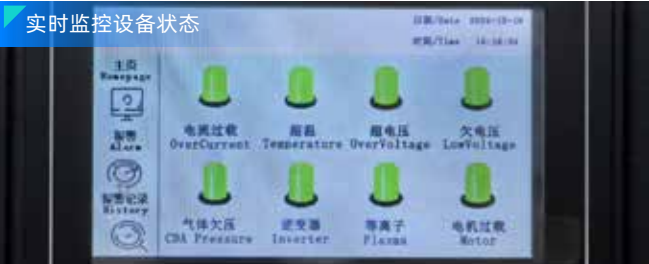 实时监控设备状态
日期/Date
时间/Time
主页
Homepage
报警
Alarm
报警记录
History
电流过载
OverCurrent
超温
Temperature
超电压
OverVoltage
欠电压
LowVoltage
气体欠压
CDA Pressure
逆变器
Inverter
等离子
Plasma
电机过载
Motor